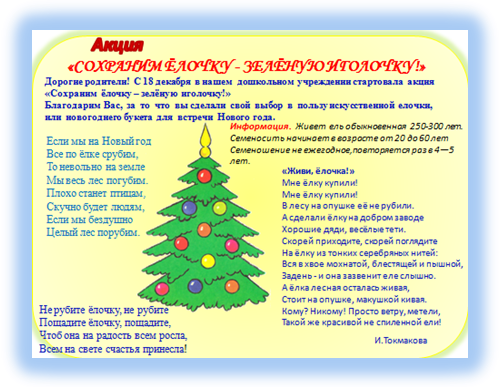 Акция
«СОХРАНИМ ЁЛОЧКУ – ЗЕЛЁНУЮ ИГОЛОЧКУ!»
Дорогие родители! С 18 декабря в нашем дошкольном учреждении стартовала акция
«Сохраним ёлочку – зелёную иголочку!»
Благодарим Вас, за то что вы сделали свой выбор в пользу искусственной елочки,
или новогоднего букета для встречи Нового года.
Информация. Живет ель обыкновенная 250-300 лет.
Семеносить начинает в возрасте от 20 до 60 лет
Семеношение не ежегодное, повторяется раз в 4—5
лет.
Если мы на Новый год
Все по ёлке срубим,
То невольно на земле
Мы весь лес погубим.
Плохо станет птицам,
Скучно будет людям,
Если мы бездушно
Целый лес порубим.
«Живи, ёлочка!»
Мне ёлку купили!
Мне ёлку купили!
В лесу на опушке её не рубили.
А сделали ёлку на добром заводе
Хорошие дяди, весёлые тети.
Скорей приходите, скорей поглядите
На ёлку из тонких серебряных нитей:
Вся в хвое мохнатой, блестящей и пышной,
Задень - и она зазвенит еле слышно.
А ёлка лесная осталась живая,
Стоит на опушке, макушкой кивая.
Кому? Никому! Просто ветру, метели,
Такой же красивой не спиленной ели!
И.Токмакова
Не рубите ёлочку, не рубите
Пощадите ёлочку, пощадите,
Чтоб она на радость всем росла,
Всем на свете счастья принесла!